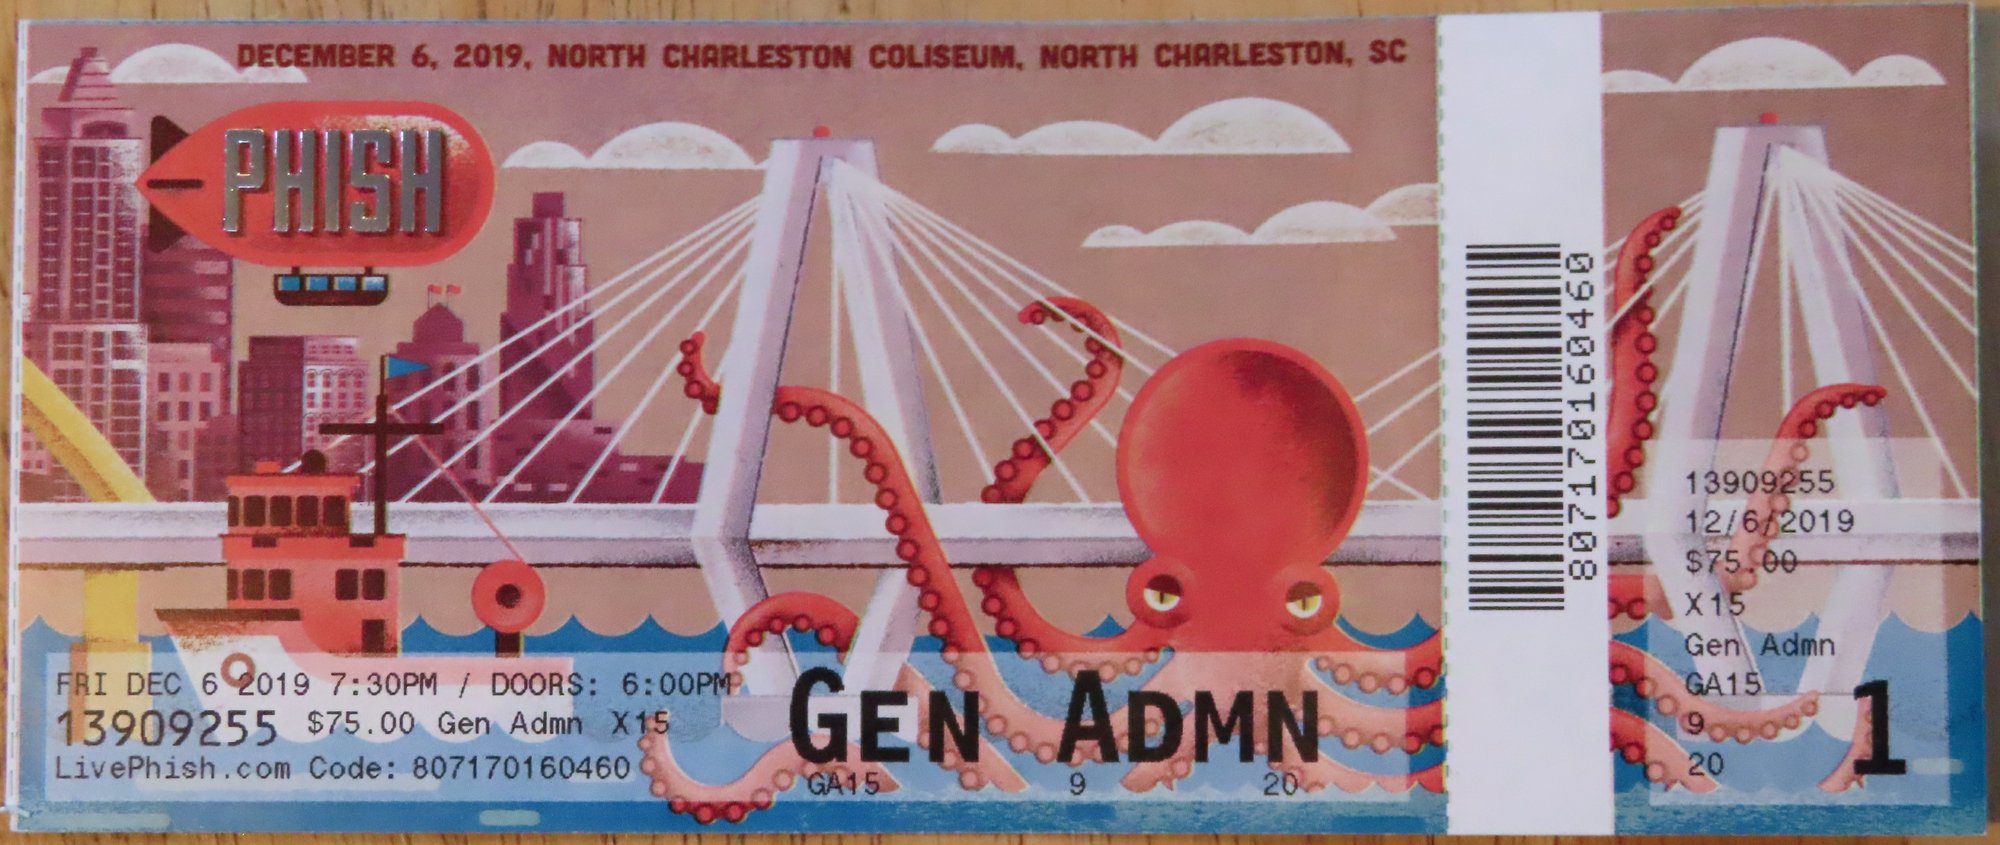 DECEMBER 6, 2019, NORTH CHARLESTON COLISEUM, NORTH CHARLESTON, SC
PHISH
FRI DEC 6 2019 7:30PM / DOORS: 6:00PM
13909255 $75.00 Gen Admn X15
LivePhish.com Code: 807170160460
GEN ADMN
GA15 9 20
807170160460
13909255
12/6/2019
$75.00
X15
Gen Admn
GA15
9
20
1